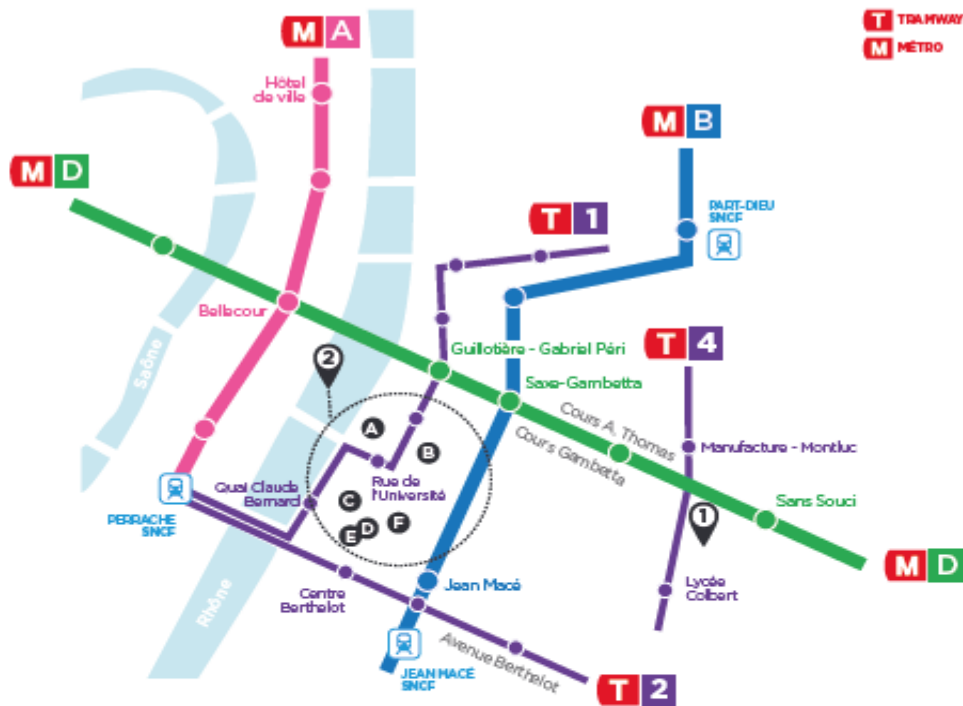 T TRAMWAY
M MÉTRO
M A
Hôtel
de ville
M B
M D
PART-DIEU
SNCF
T 1
Bellecour
Saône
2
Guillotière - Gabriel Péri
T 4
Saxe-Gambetta
Cours A. Thomas
Cours Gambetta
A
B
Manufacture - Montluc
Quai Claude
Bernard
Rue de
l'Université
C
D
E
F
Sans Souci
1
PERRACHE
SNCF
M D
Centre
Berthelot
Jean Macé
Lycée
Colbert
Rhône
Avenue Berthelot
JEAN MACÉ
SNCF
T 2